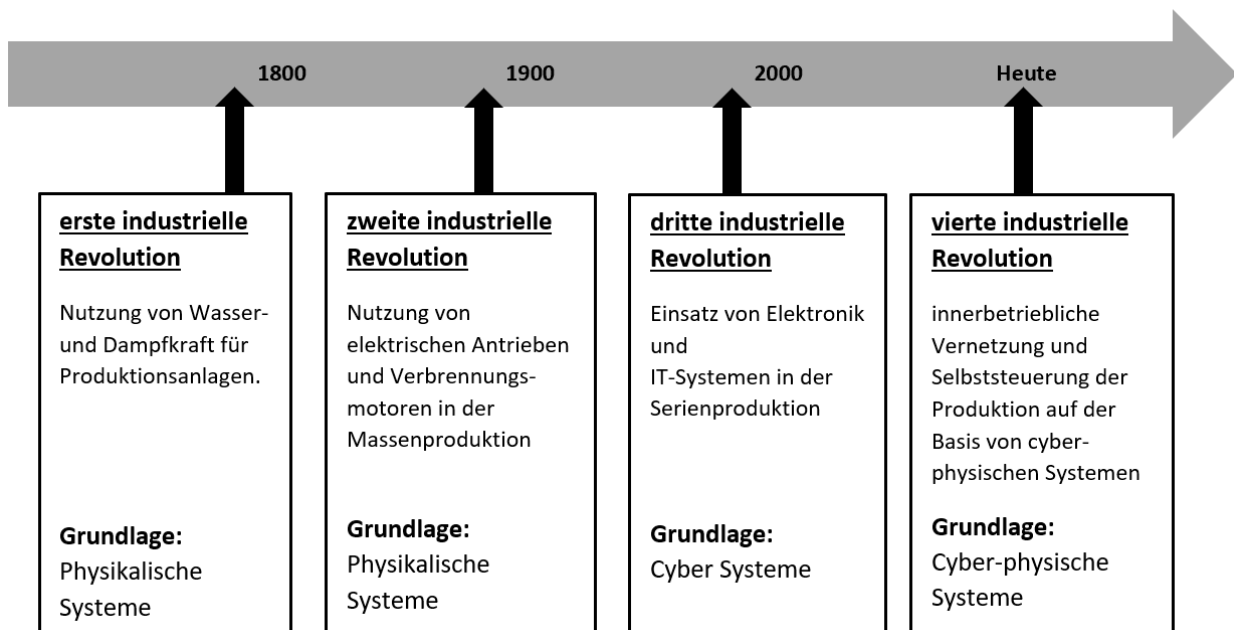 1800 1900 2000 Heute
erste industrielle
Revolution
Nutzung von Wasser-
und Dampfkraft für
Produktionsanlagen.
Grundlage:
Physikalische
Systeme
zweite industrielle
Revolution
Nutzung von
elektrischen Antrieben
und Verbrennungs-
motoren in der
Massenproduktion
Grundlage:
Physikalische
Systeme
dritte industrielle
Revolution
Einsatz von Elektronik
und
IT-Systemen in der
Serienproduktion
Grundlage:
Cyber Systeme
vierte industrielle
Revolution
innerbetriebliche
Vernetzung und
Selbststeuerung der
Produktion auf der
Basis von cyber-
physischen Systemen
Grundlage:
Cyber-physische
Systeme